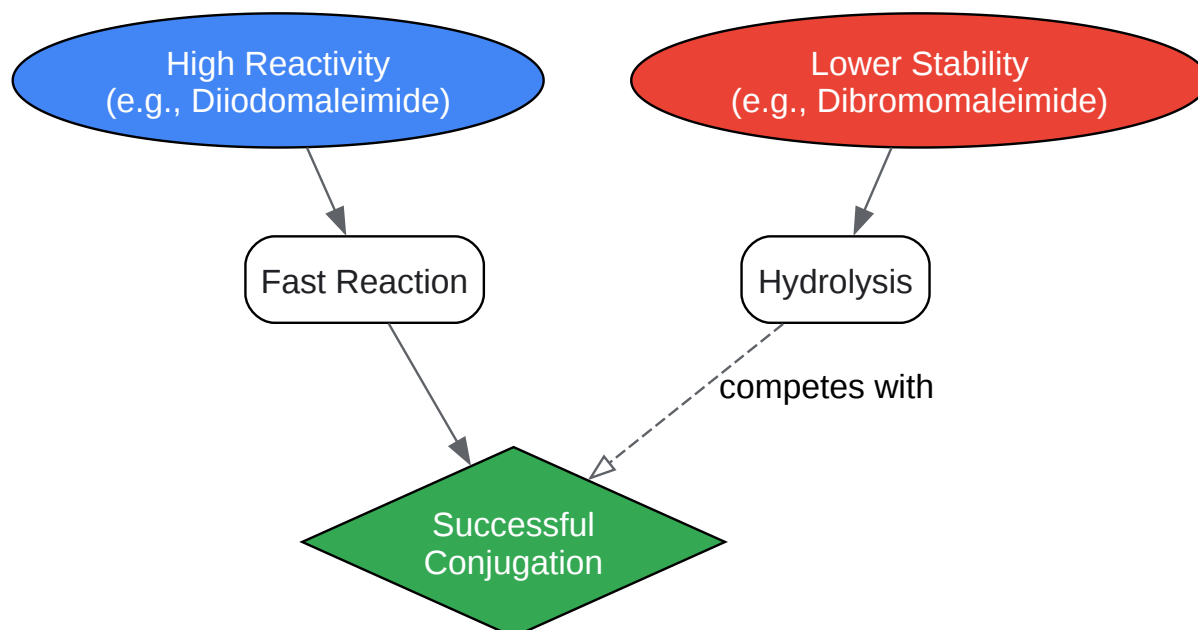 High Reactivity
(e.g., Diiodomaleimide)
Lower Stability
(e.g., Dibromomaleimide)
Fast Reaction
Hydrolysis
competes with
Successful
Conjugation